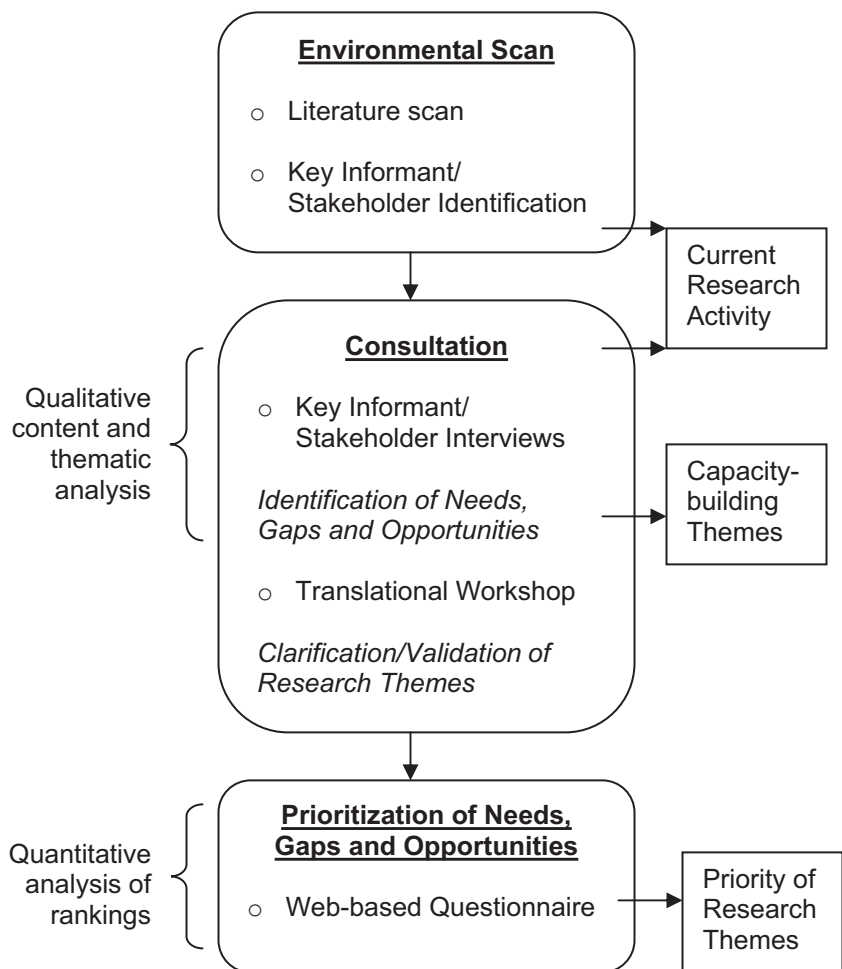 Environmental Scan
○ Literature scan
○ Key Informant/
Stakeholder Identification
Current
Research
Activity
Consultation
○ Key Informant/
Stakeholder Interviews
Identification of Needs,
Gaps and Opportunities
○ Translational Workshop
Clarification/Validation of
Research Themes
Qualitative
content and
thematic
analysis
Capacity-
building
Themes
Prioritization of Needs,
Gaps and Opportunities
○ Web-based Questionnaire
Quantitative
analysis of
rankings
Priority of
Research
Themes